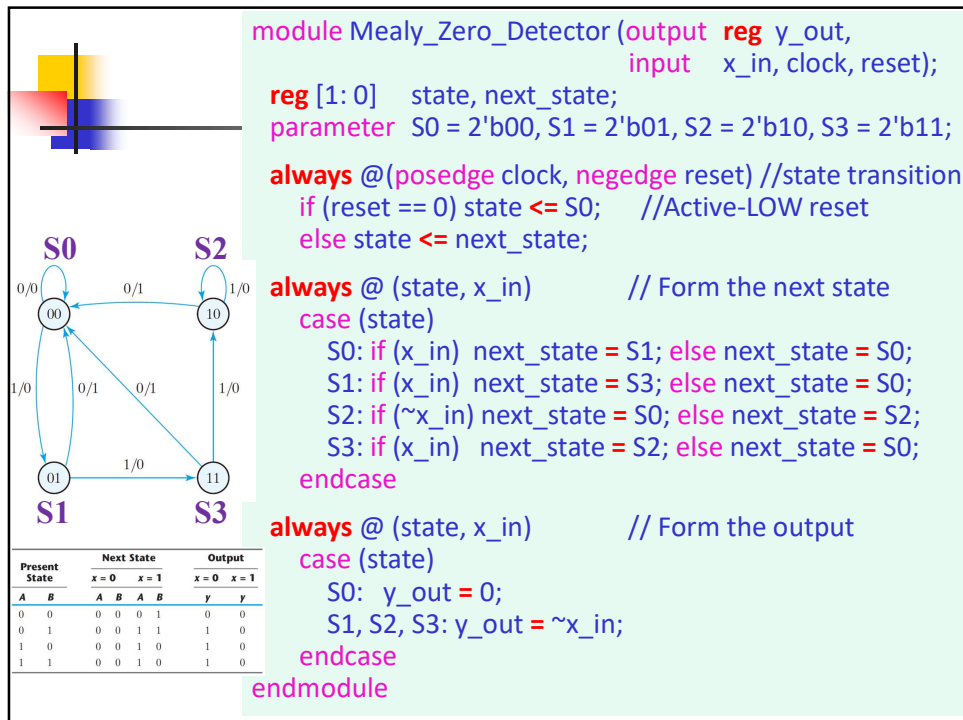 module Mealy_Zero_Detector (output reg y_out,
input x_in, clock, reset);
reg [1: 0] state, next_state;
parameter S0 = 2'b00, S1 = 2'b01, S2 = 2'b10, S3 = 2'b11;
always @(posedge clock, negedge reset) //state transition
if (reset == 0) state <= S0; //Active-LOW reset
else state <= next_state;
always @ (state, x_in) // Form the next state
case (state)
S0: if (x_in) next_state = S1; else next_state = S0;
S1: if (x_in) next_state = S3; else next_state = S0;
S2: if (~x_in) next_state = S0; else next_state = S2;
S3: if (x_in) next_state = S2; else next_state = S0;
endcase
always @ (state, x_in) // Form the output
case (state)
S0: y_out = 0;
S1, S2, S3: y_out = ~x_in;
endcase
endmodule
S0 S2
0/0 0/1 1/0
00 10
1/0 0/1 0/1 1/0
1/0
01 11
S1 S3
Present State Next State Output
x = 0 x = 1 x = 0 x = 1
A B A B A B y y
0 0 0 0 0 1 0 0
0 1 0 0 1 1 1 0
1 0 0 0 1 0 1 0
1 1 0 0 1 0 1 0